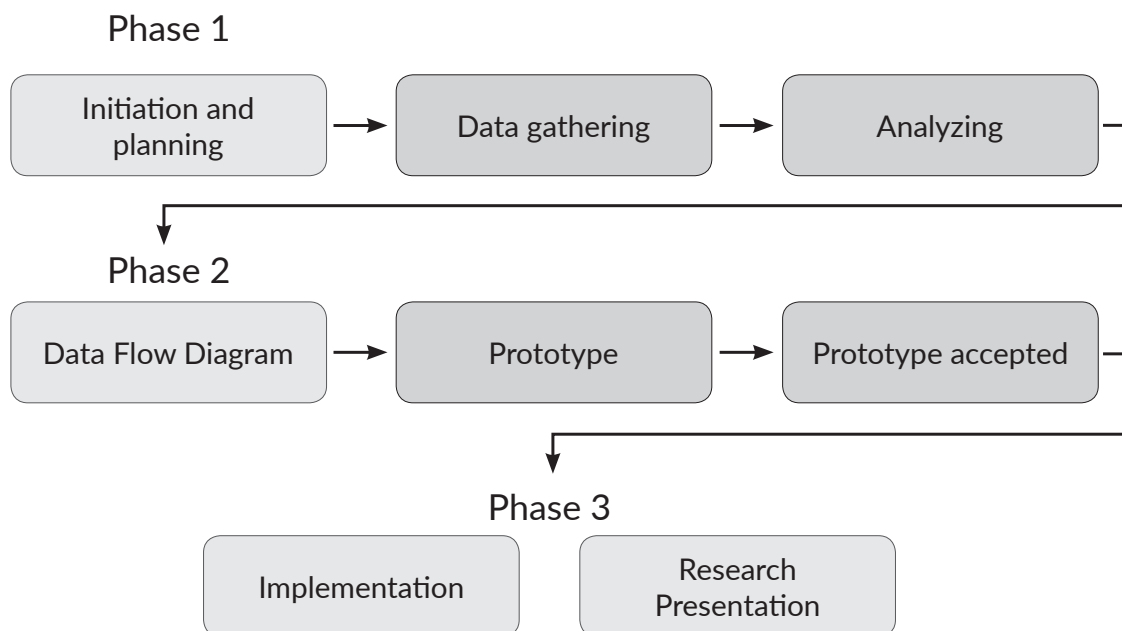 Phase 1
Initiation and
planning
Data gathering
Analyzing
Phase 2
Data Flow Diagram
Prototype
Prototype accepted
Phase 3
Implementation
Research
Presentation